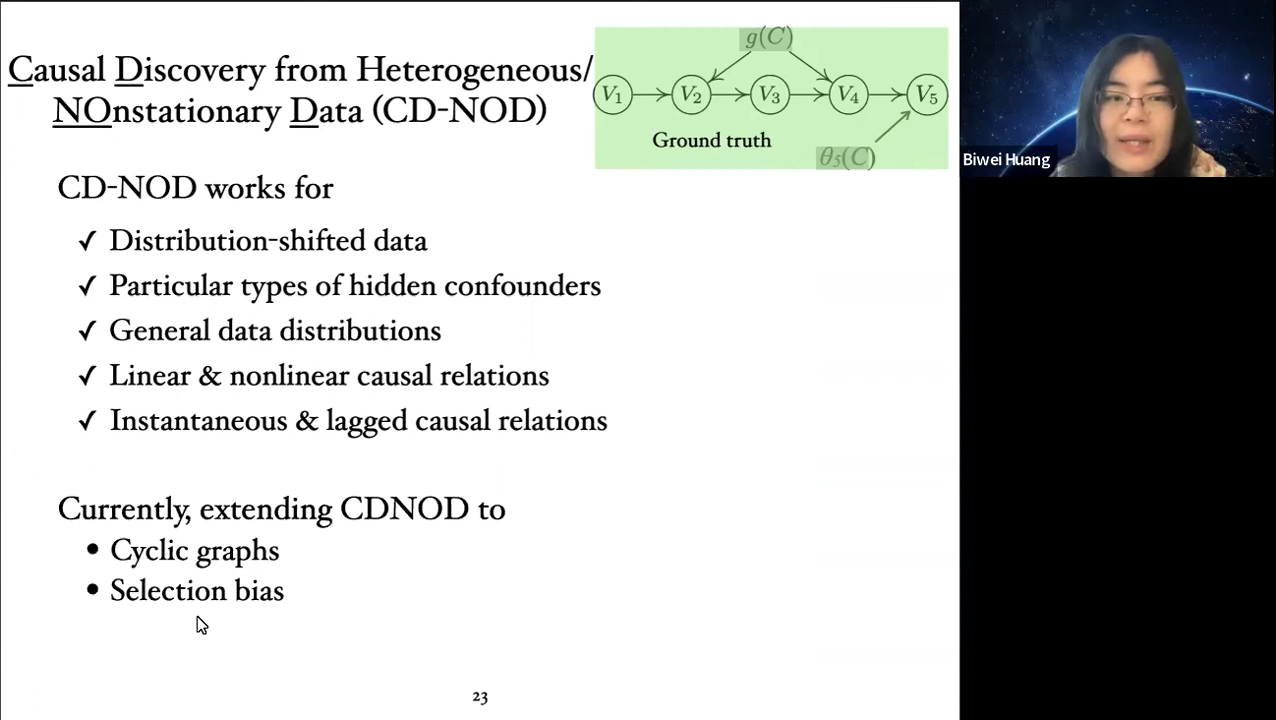 Causal Discovery from Heterogeneous/
NOnstationary Data (CD-NOD)
g(C)
V₁ V₂ V₃ V₄ V₅
Ground truth
θ₅(C)
CD-NOD works for
✓ Distribution-shifted data
✓ Particular types of hidden confounders
✓ General data distributions
✓ Linear & nonlinear causal relations
✓ Instantaneous & lagged causal relations
Currently, extending CDNOD to
• Cyclic graphs
• Selection bias
23
Biwei Huang